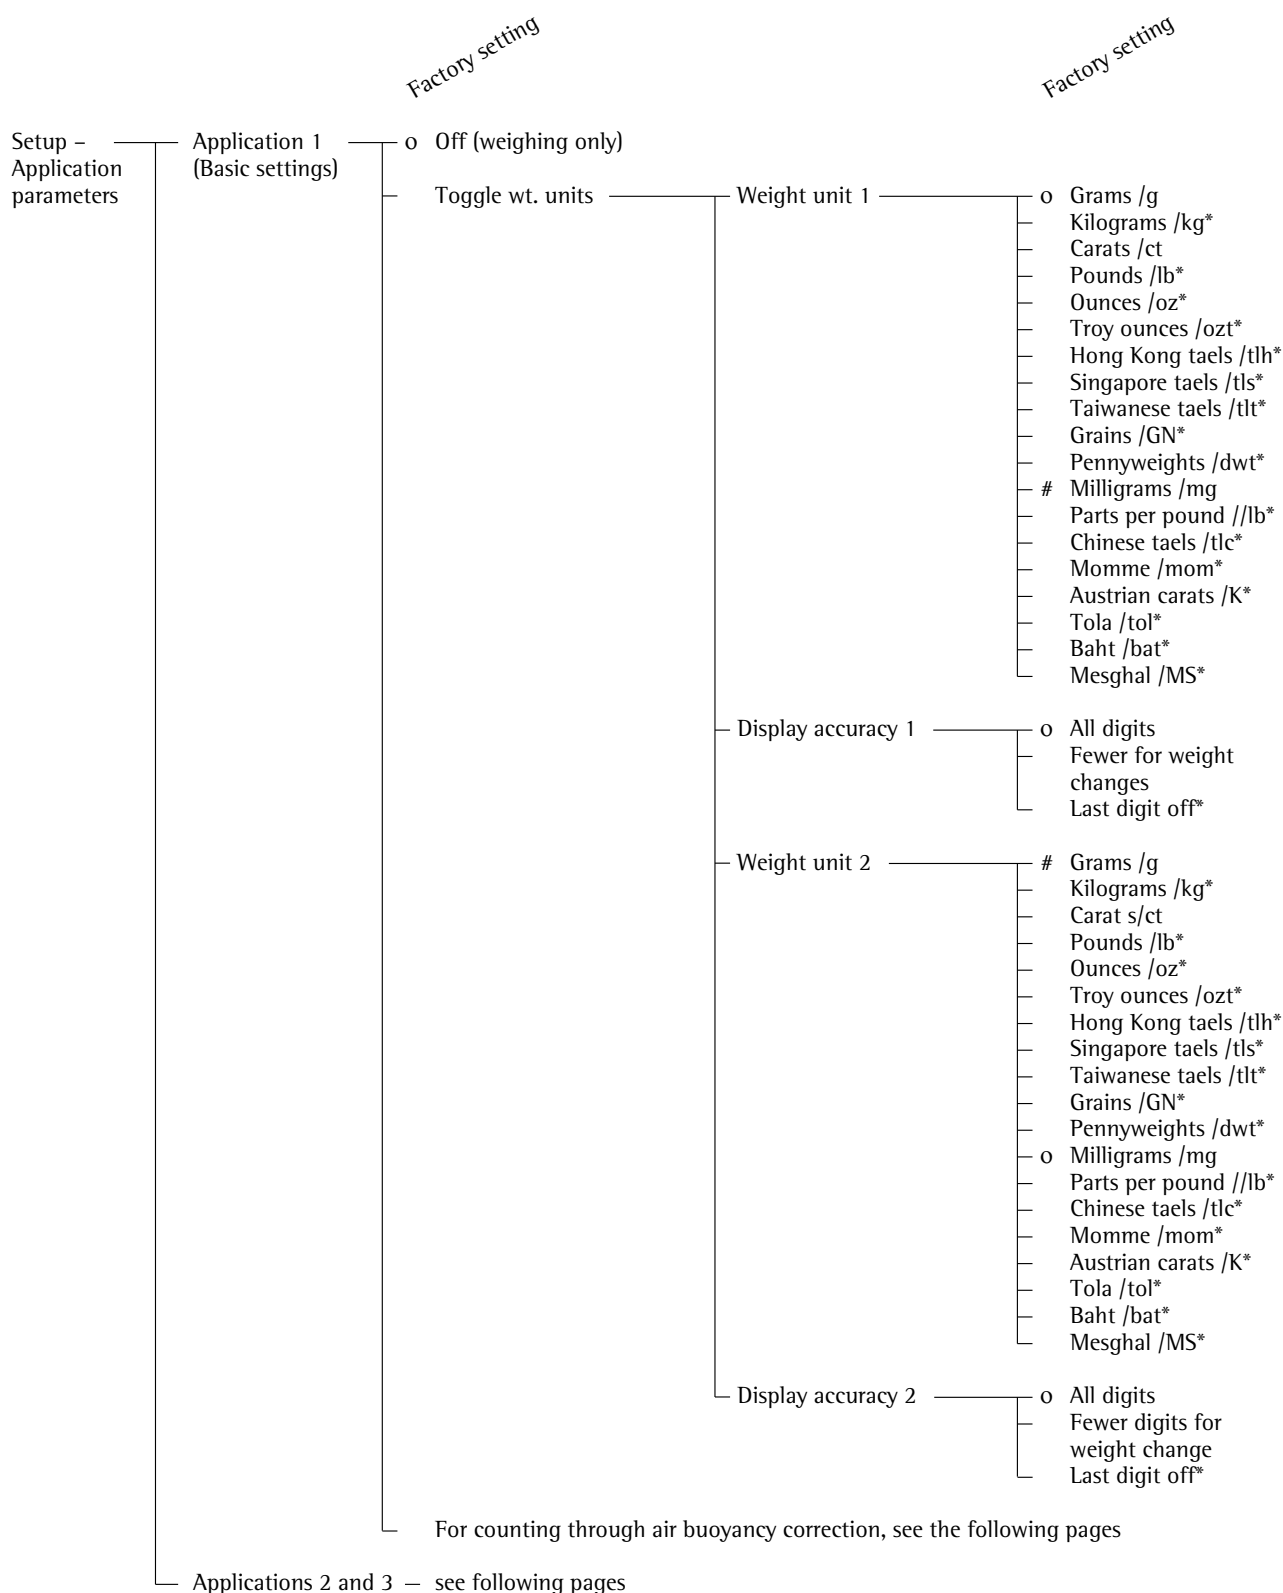 Factory setting
Factory setting
Setup –
Application
parameters
Application 1
(Basic settings)
o Off (weighing only)
Toggle wt. units
Weight unit 1
o Grams /g
Kilograms /kg*
Carats /ct
Pounds /lb*
Ounces /oz*
Troy ounces /ozt*
Hong Kong taels /tlh*
Singapore taels /tls*
Taiwanese taels /tlt*
Grains /GN*
Pennyweights /dwt*
# Milligrams /mg
Parts per pound //lb*
Chinese taels /tlc*
Momme /mom*
Austrian carats /K*
Tola /tol*
Baht /bat*
Mesghal /MS*
Display accuracy 1
o All digits
Fewer for weight
changes
Last digit off*
Weight unit 2
# Grams /g
Kilograms /kg*
Carat s/ct
Pounds /lb*
Ounces /oz*
Troy ounces /ozt*
Hong Kong taels /tlh*
Singapore taels /tls*
Taiwanese taels /tlt*
Grains /GN*
Pennyweights /dwt*
o Milligrams /mg
Parts per pound //lb*
Chinese taels /tlc*
Momme /mom*
Austrian carats /K*
Tola /tol*
Baht /bat*
Mesghal /MS*
Display accuracy 2
o All digits
Fewer digits for
weight change
Last digit off*
For counting through air buoyancy correction, see the following pages
Applications 2 and 3 – see following pages